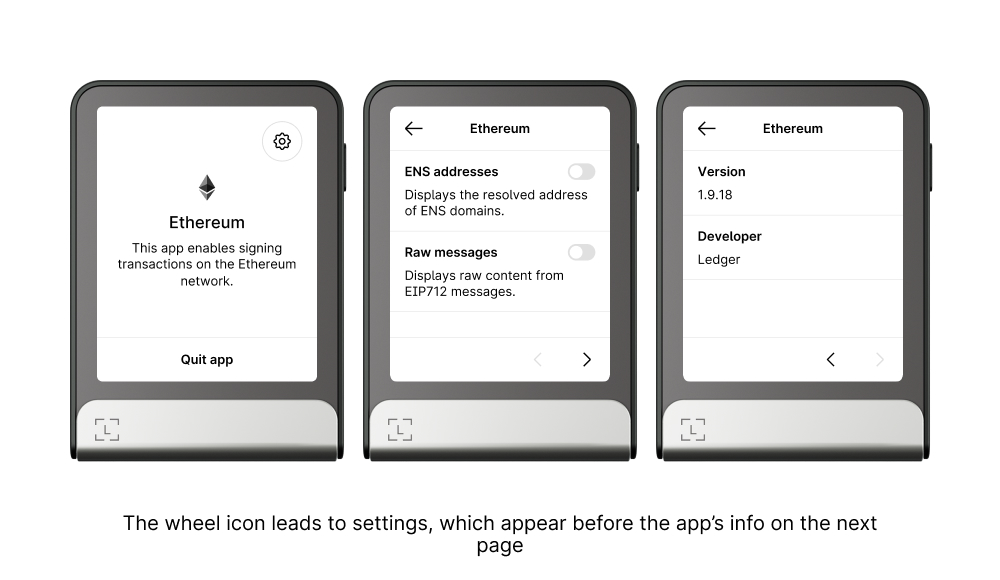 Ethereum
This app enables signing
transactions on the Ethereum
network.
Quit app
Ethereum
ENS addresses
Displays the resolved address
of ENS domains.
Raw messages
Displays raw content from
EIP712 messages.
Ethereum
Version
1.9.18
Developer
Ledger
The wheel icon leads to settings, which appear before the app’s info on the next
page